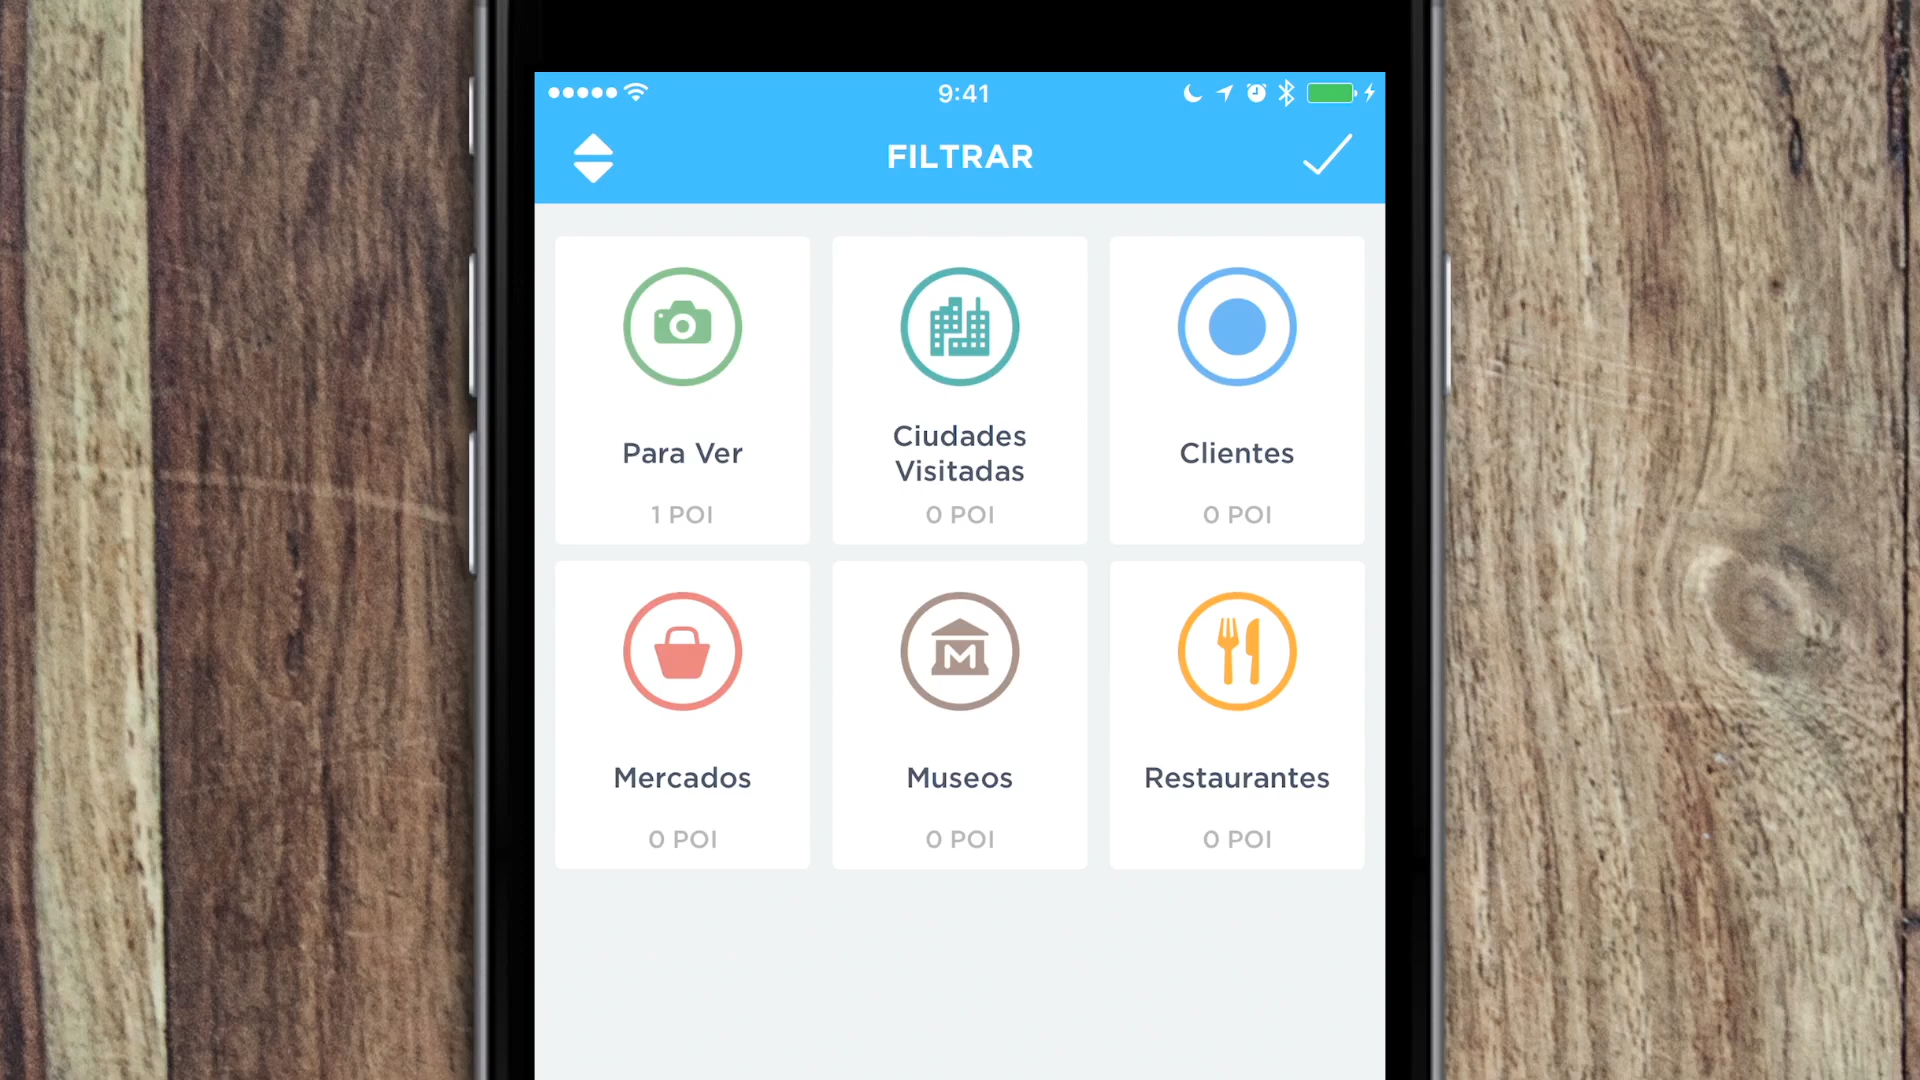 9:41
FILTRAR
Para Ver
1 POI
Ciudades
Visitadas
0 POI
Clientes
0 POI
Mercados
0 POI
M
Museos
0 POI
Restaurantes
0 POI